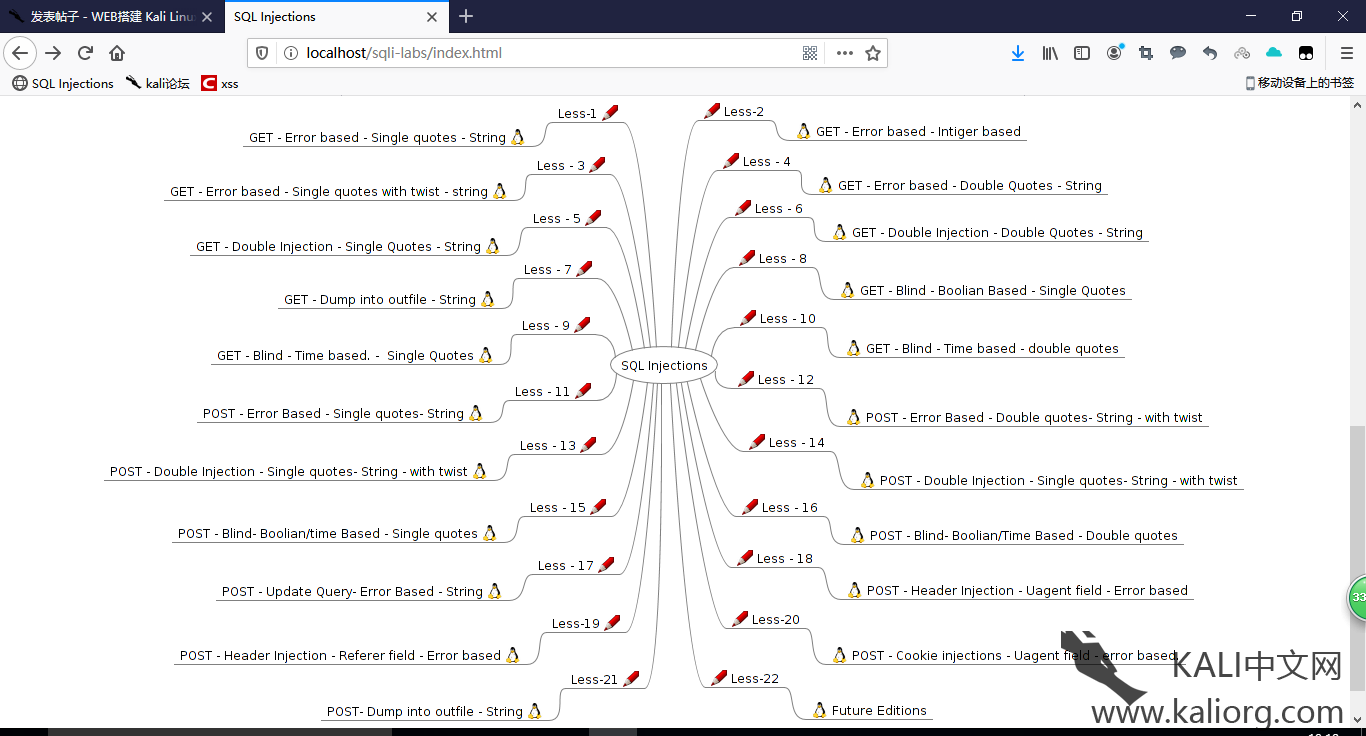 发表帖子 - WEB搭建 Kali Linu
SQL Injections
localhost/sqli-labs/index.html
SQL Injections
kali论坛
xss
移动设备上的书签
Less-1
GET - Error based - Single quotes - String
Less-2
GET - Error based - Intiger based
Less - 3
GET - Error based - Single quotes with twist - string
Less - 4
GET - Error based - Double Quotes - String
Less - 5
GET - Double Injection - Single Quotes - String
Less - 6
GET - Double Injection - Double Quotes - String
Less - 7
GET - Dump into outfile - String
Less - 8
GET - Blind - Boolian Based - Single Quotes
Less - 9
GET - Blind - Time based. -  Single Quotes
Less - 10
GET - Blind - Time based - double quotes
SQL Injections
Less - 11
POST - Error Based - Single quotes- String
Less - 12
POST - Error Based - Double quotes- String - with twist
Less - 13
POST - Double Injection - Single quotes- String - with twist
Less - 14
POST - Double Injection - Single quotes- String - with twist
Less - 15
POST - Blind- Boolian/time Based - Single quotes
Less - 16
POST - Blind- Boolian/Time Based - Double quotes
Less - 17
POST - Update Query- Error Based - String
Less - 18
POST - Header Injection - Uagent field - Error based
33
Less-19
POST - Header Injection - Referer field - Error based
Less-20
POST - Cookie injections - Uagent field - error based
Less-21
POST- Dump into outfile - String
Less-22
Future Editions
KALI中文网
www.kaliorg.com